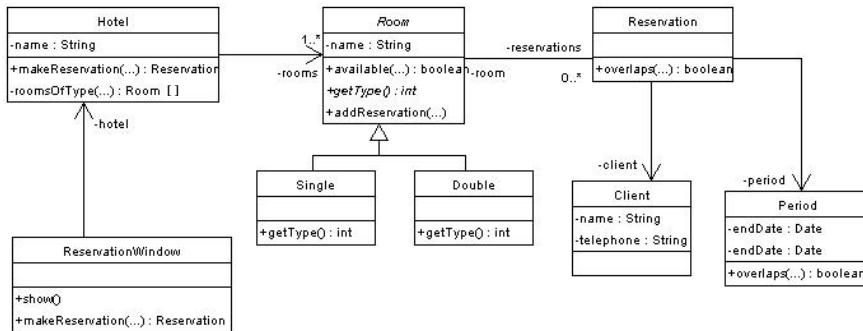 Hotel
-name : String
+makeReservation(...) : Reservation
-roomsOfType(...) : Room [ ]
1..*
-rooms
Room
-name : String
+available(...) : boolean
+getType() : int
+addReservation(...)
-room
-reservations
0..*
Reservation
+overlaps(...) : boolean
-hotel
Single
+getType() : int
Double
+getType() : int
-client
Client
-name : String
-telephone : String
-period
Period
-endDate : Date
-endDate : Date
+overlaps(...) : boolean
ReservationWindow
+show()
+makeReservation(...) : Reservation